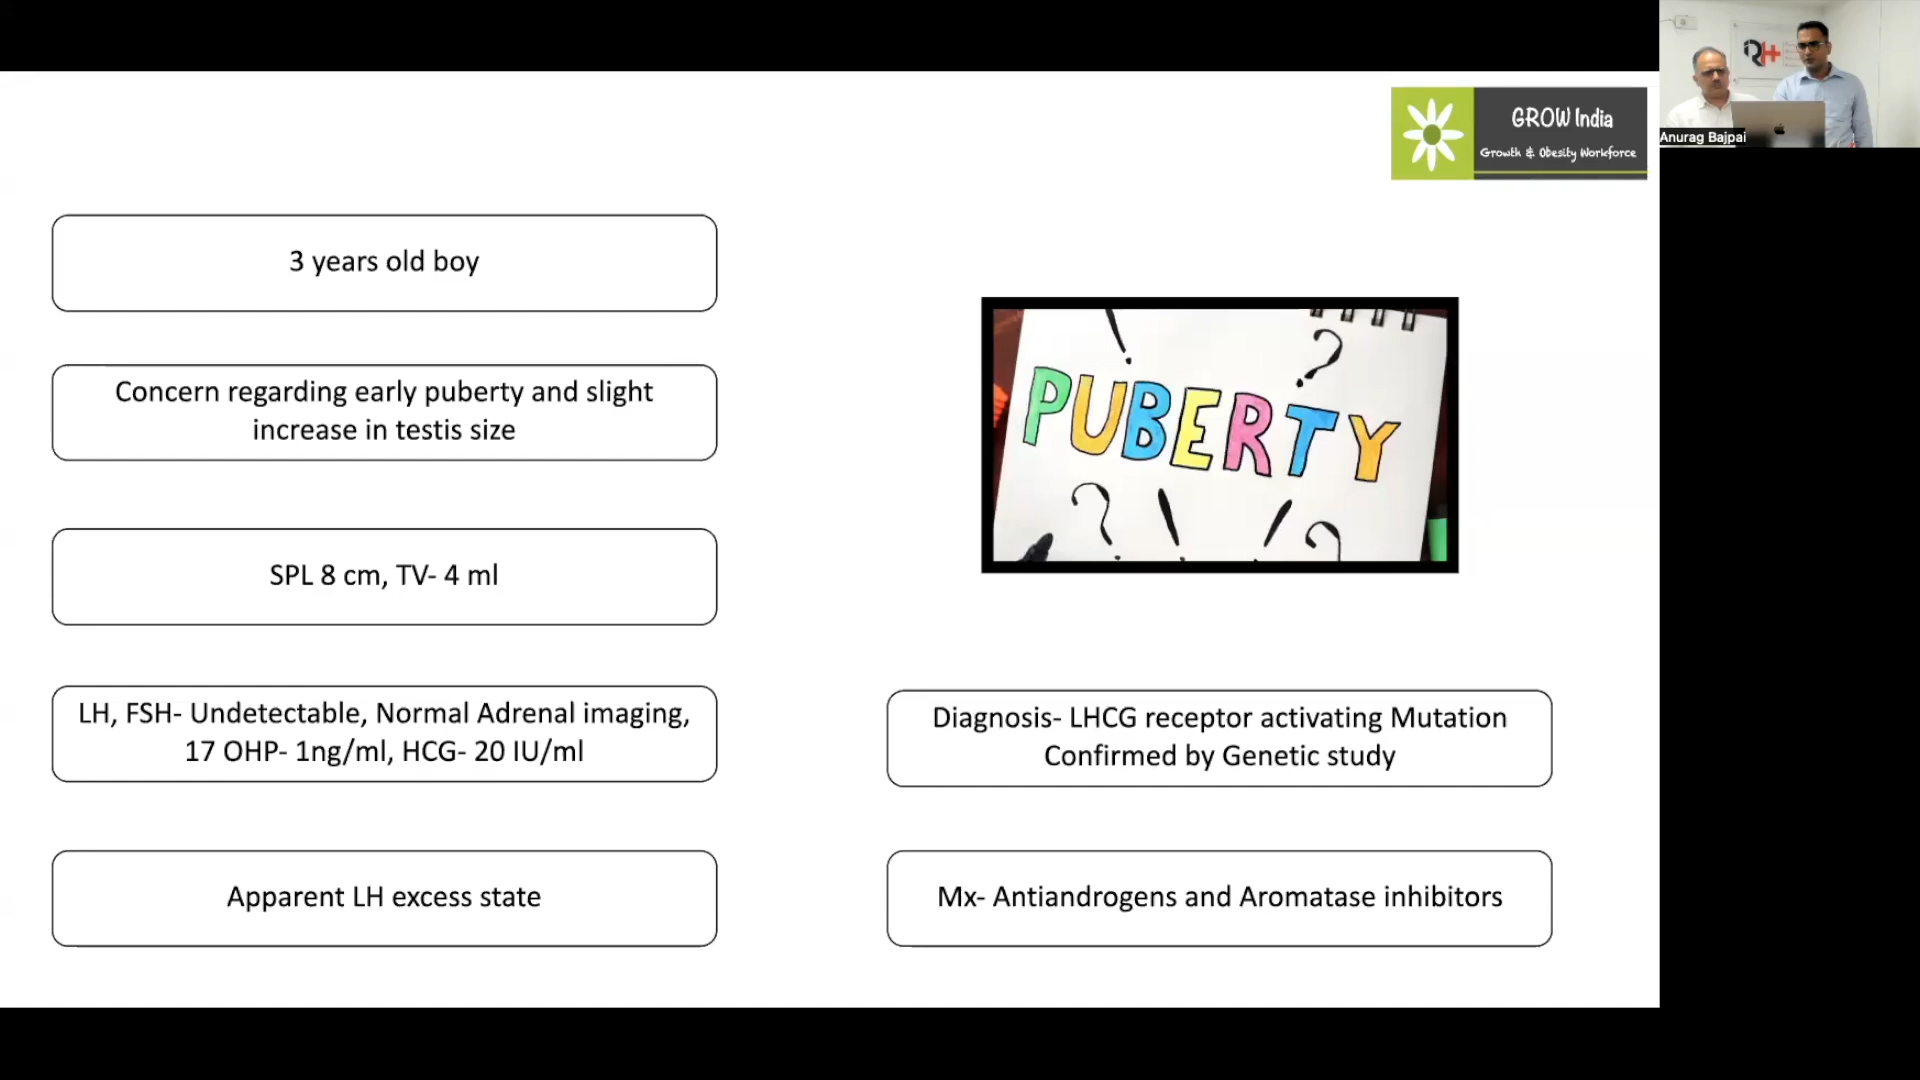 GROW India
Growth & Obesity Workforce
Anurag Bajpai
3 years old boy
Concern regarding early puberty and slight
increase in testis size
SPL 8 cm, TV- 4 ml
LH, FSH- Undetectable, Normal Adrenal imaging,
17 OHP- 1ng/ml, HCG- 20 IU/ml
Apparent LH excess state
? !
PUBERTY
? ! ! ?
Diagnosis- LHCG receptor activating Mutation
Confirmed by Genetic study
Mx- Antiandrogens and Aromatase inhibitors